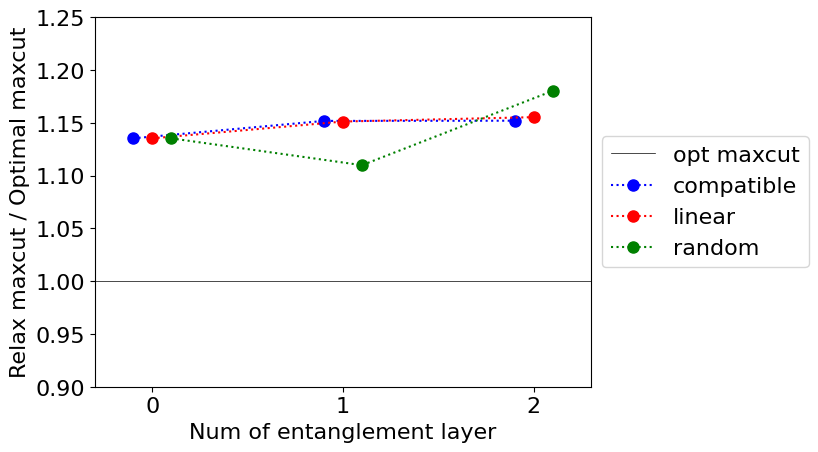 Relax maxcut / Optimal maxcut
1.25
1.20
1.15
1.10
1.05
1.00
0.95
0.90
0
1
2
Num of entanglement layer
opt maxcut
compatible
linear
random